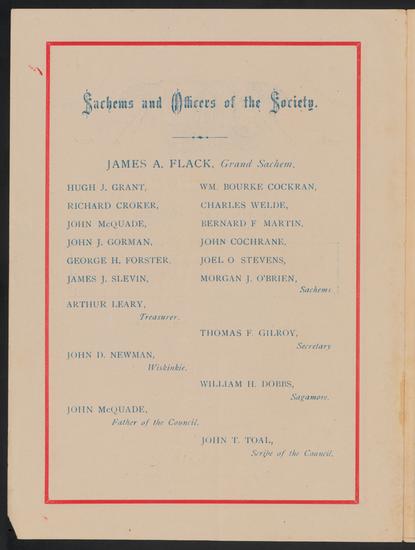 Sachems and Officers of the Society.
JAMES A. FLACK, Grand Sachem.
HUGH J. GRANT,
RICHARD CROKER,
JOHN McQUADE,
JOHN J. GORMAN,
GEORGE H. FORSTER,
JAMES J. SLEVIN,
WM. BOURKE COCKRAN,
CHARLES WELDE,
BERNARD F MARTIN,
JOHN COCHRANE,
JOEL O STEVENS,
MORGAN J. O'BRIEN,
Sachems
ARTHUR LEARY,
Treasurer.
THOMAS F. GILROY,
Secretary
JOHN D. NEWMAN,
Wiskinkie.
WILLIAM H. DOBBS,
Sagamore.
JOHN McQUADE,
Father of the Council.
JOHN T. TOAL,
Scribe of the Council.